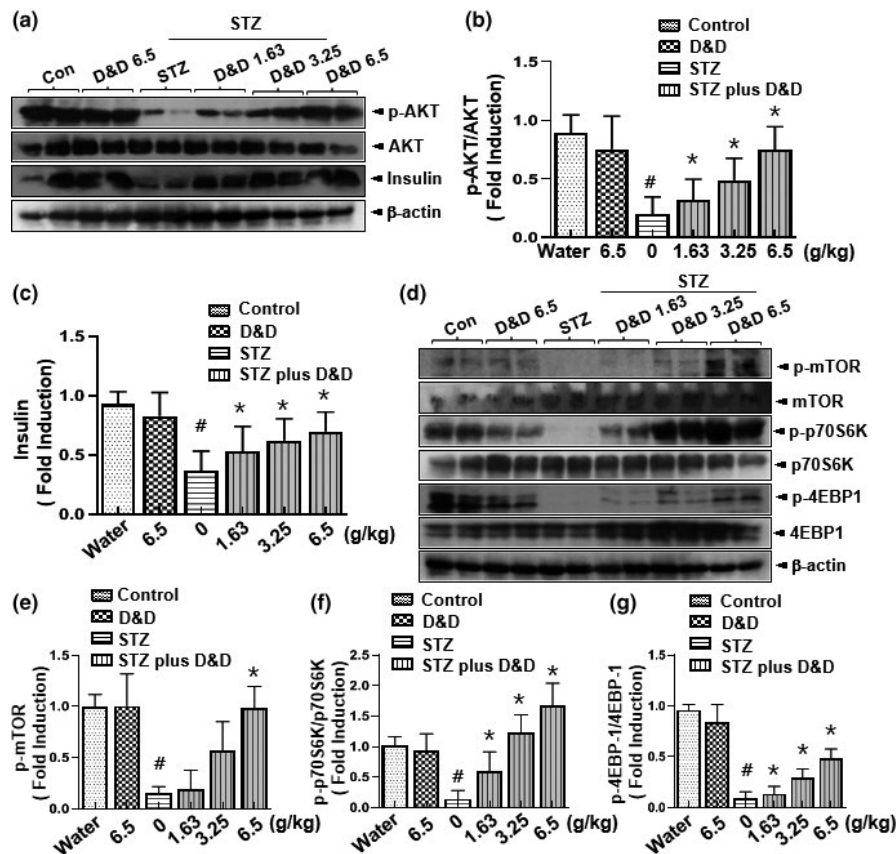 (a)
STZ
Con D&D 6.5 STZ D&D 1.63 D&D 3.25 D&D 6.5
p-AKT
AKT
Insulin
β-actin
(b)
Control
D&D
STZ
STZ plus D&D
p-AKT/AKT
( Fold Induction)
1.5
1.0
0.5
0.0
# * * *
Water 6.5 0 1.63 3.25 6.5 (g/kg)
(c)
Control
D&D
STZ
STZ plus D&D
Insulin
( Fold Induction)
1.5
1.0
0.5
0.0
# * * *
Water 6.5 0 1.63 3.25 6.5 (g/kg)
(d)
STZ
Con D&D 6.5 STZ D&D 1.63 D&D 3.25 D&D 6.5
p-mTOR
mTOR
p-p70S6K
p70S6K
p-4EBP1
4EBP1
β-actin
(e)
Control
D&D
STZ
STZ plus D&D
p-mTOR
( Fold Induction)
1.5
1.0
0.5
0.0
# *
Water 6.5 0 1.63 3.25 6.5 (g/kg)
(f)
Control
D&D
STZ
STZ plus D&D
p-p70S6K/p70S6K
( Fold Induction)
2.5
2.0
1.5
1.0
0.5
0.0
# * * *
Water 6.5 0 1.63 3.25 6.5 (g/kg)
(g)
Control
D&D
STZ
STZ plus D&D
p-4EBP-1/4EBP-1
( Fold Induction)
1.5
1.0
0.5
0.0
# * * *
Water 6.5 0 1.63 3.25 6.5 (g/kg)